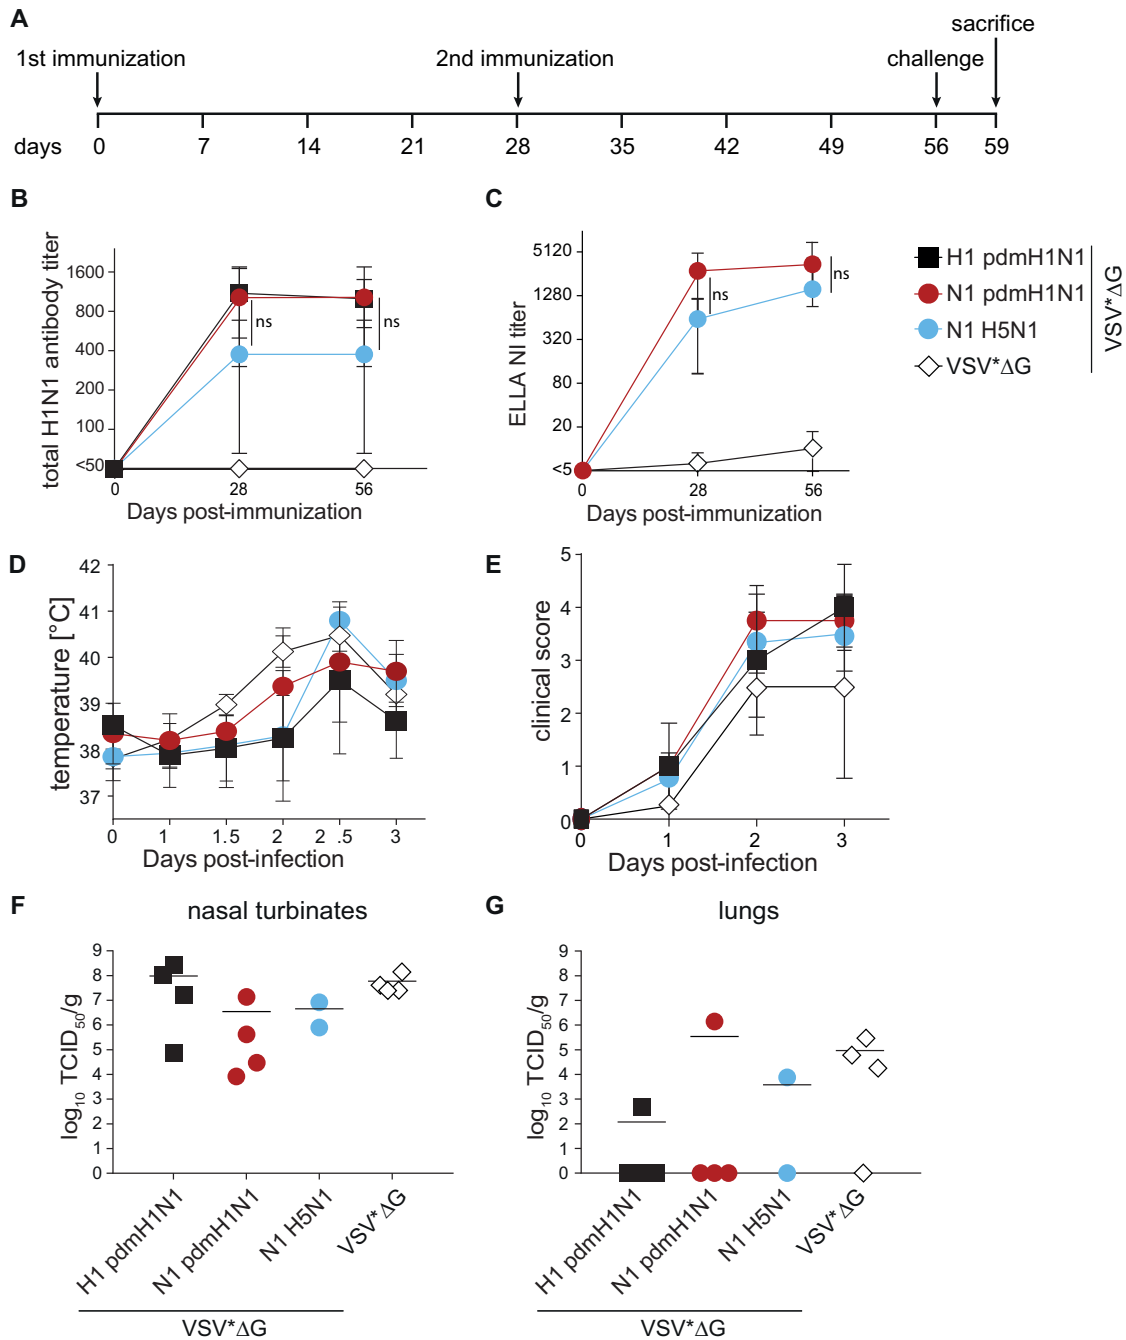 A
sacrifice
1st immunization
2nd immunization
challenge
days 0 7 14 21 28 35 42 49 56 59
B
total H1N1 antibody titer
1600
800
400
200
100
<50
ns
ns
0 28 56
Days post-immunization
C
ELLA NI titer
5120
1280
320
80
20
<5
ns
ns
0 28 56
Days post-immunization
H1 pdmH1N1
N1 pdmH1N1
N1 H5N1
VSV*ΔG
VSV*ΔG
D
temperature [°C]
42
41
40
39
38
37
0 1 1.5 2 2 .5 3
Days post-infection
E
clinical score
5
4
3
2
1
0
0 1 2 3
Days post-infection
F
nasal turbinates
log₁₀ TCID₅₀/g
9
8
7
6
5
4
3
2
1
0
H1 pdmH1N1
N1 pdmH1N1
N1 H5N1
VSV*ΔG
VSV*ΔG
G
lungs
log₁₀ TCID₅₀/g
9
8
7
6
5
4
3
2
1
0
H1 pdmH1N1
N1 pdmH1N1
N1 H5N1
VSV*ΔG
VSV*ΔG